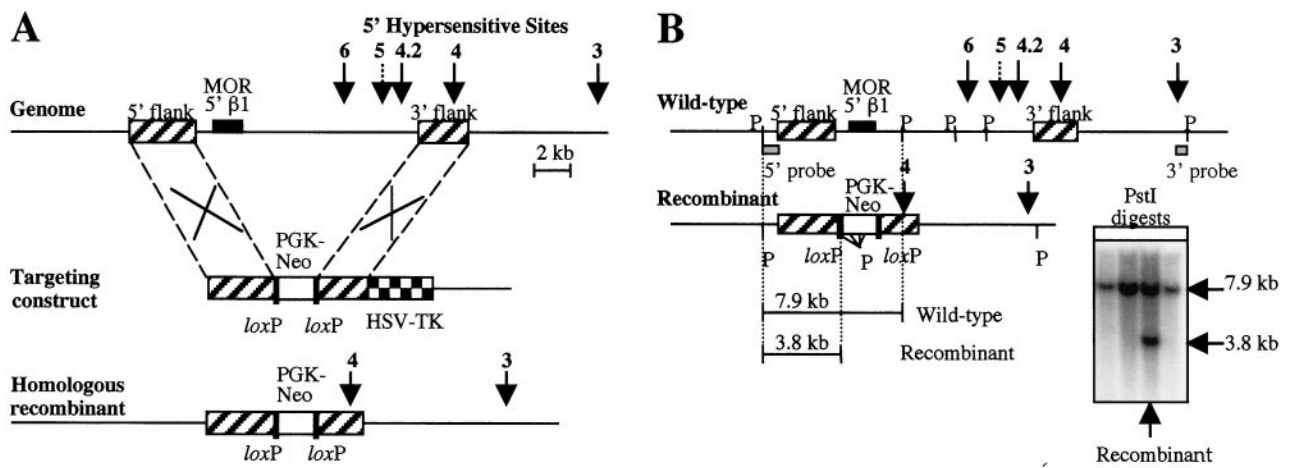 A
5' Hypersensitive Sites
6 5 4.2 4 3
MOR
5' β1
5' flank
3' flank
Genome
2 kb
PGK-
Neo
Targeting
construct
loxP loxP HSV-TK
4 3
Homologous
recombinant
PGK-
Neo
loxP loxP
B
6 5 4.2 4 3
MOR
5' β1
Wild-type
5' flank
3' flank
P P P P P
5' probe
3' probe
4 3
Recombinant
PGK-
Neo
P loxP P loxP P
7.9 kb
Wild-type
3.8 kb
Recombinant
PstI
digests
7.9 kb
3.8 kb
Recombinant